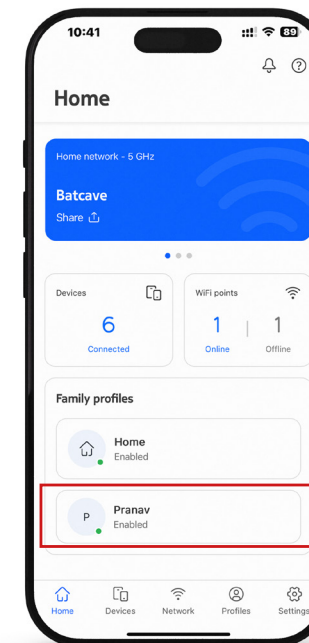 10:41
89
Home
Home network - 5 GHz
Batcave
Share
Devices
WiFi points
6
1
1
Connected
Online
Offline
Family profiles
Home
Enabled
P
Pranav
Enabled
Home Devices Network Profiles Settings